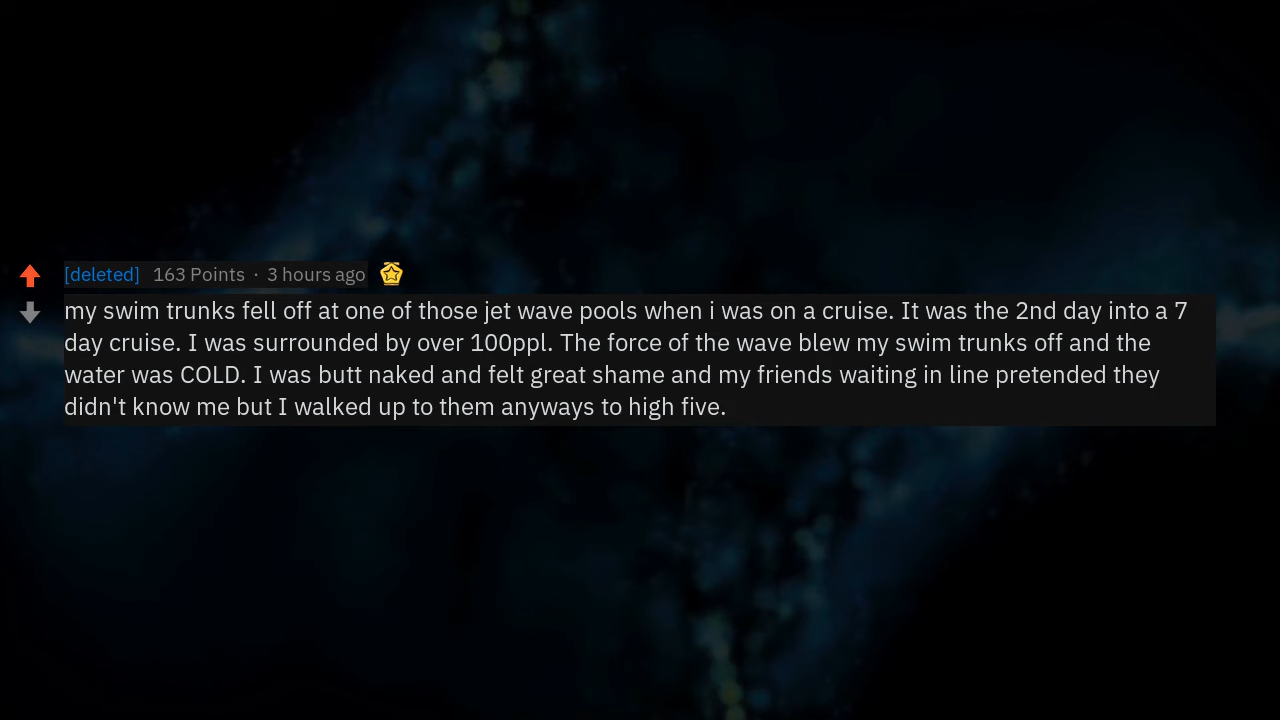 [deleted] 163 Points · 3 hours ago
my swim trunks fell off at one of those jet wave pools when i was on a cruise. It was the 2nd day into a 7
day cruise. I was surrounded by over 100ppl. The force of the wave blew my swim trunks off and the
water was COLD. I was butt naked and felt great shame and my friends waiting in line pretended they
didn't know me but I walked up to them anyways to high five.